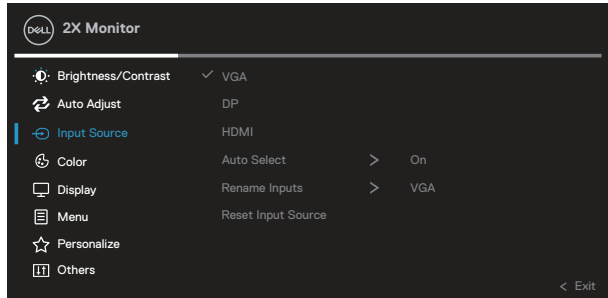 DELL 2X Monitor
Brightness/Contrast ✓ VGA
Auto Adjust DP
Input Source HDMI
Color Auto Select > On
Display Rename Inputs > VGA
Menu Reset Input Source
Personalize
Others
< Exit